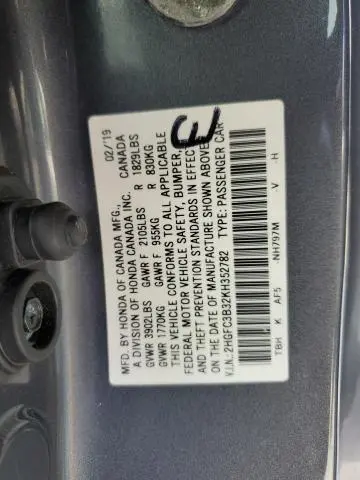 MFD. BY HONDA OF CANADA MFG., 02/'19
A DIVISION OF HONDA CANADA INC. CANADA
GVWR 3902LBS GAWR F 2105LBS R 1829LBS
GVWR 1770KG GAWR F 955KG R 830KG
THIS VEHICLE CONFORMS TO ALL APPLICABLE
FEDERAL MOTOR VEHICLE SAFETY, BUMPER,
AND THEFT PREVENTION STANDARDS IN EFFECT
ON THE DATE OF MANUFACTURE SHOWN ABOVE.
V.I.N.:2HGFC3B32KH352782 TYPE: PASSENGER CAR
TBH K AF5 NH797M -V -H
E